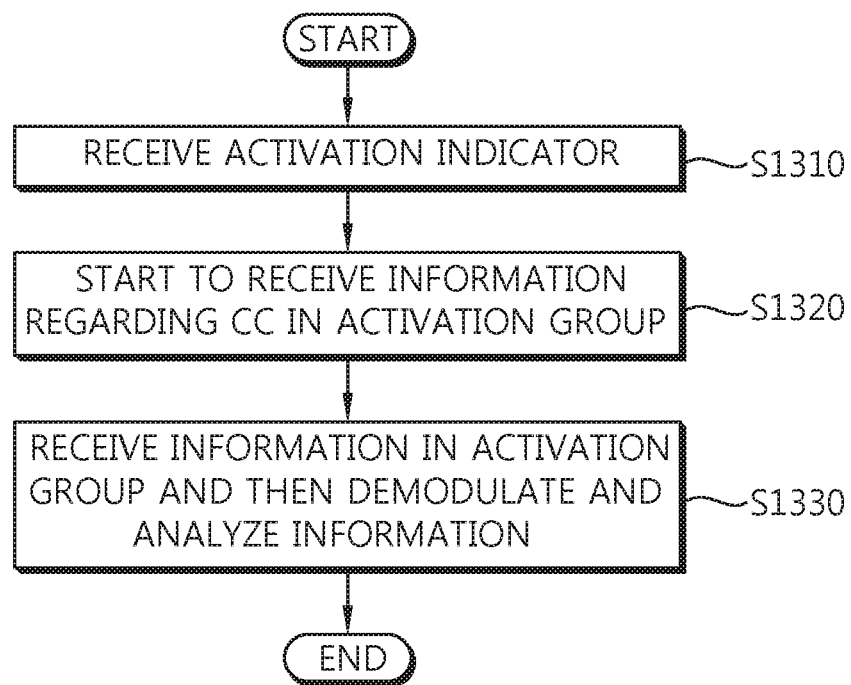 START
RECEIVE ACTIVATION INDICATOR
S1310
START TO RECEIVE INFORMATION
REGARDING CC IN ACTIVATION GROUP
S1320
RECEIVE INFORMATION IN ACTIVATION
GROUP AND THEN DEMODULATE AND
ANALYZE INFORMATION
S1330
END